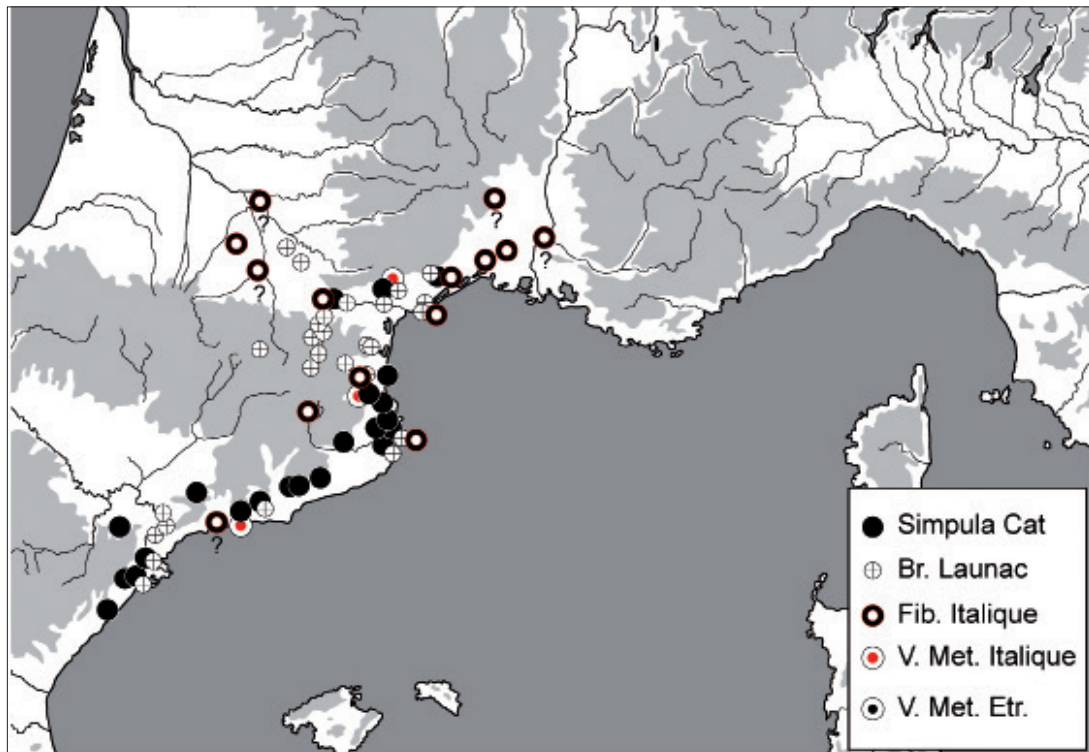 ?
?
?
?
?
Simpula Cat
Br. Launac
Fib. Italique
V. Met. Italique
V. Met. Etr.